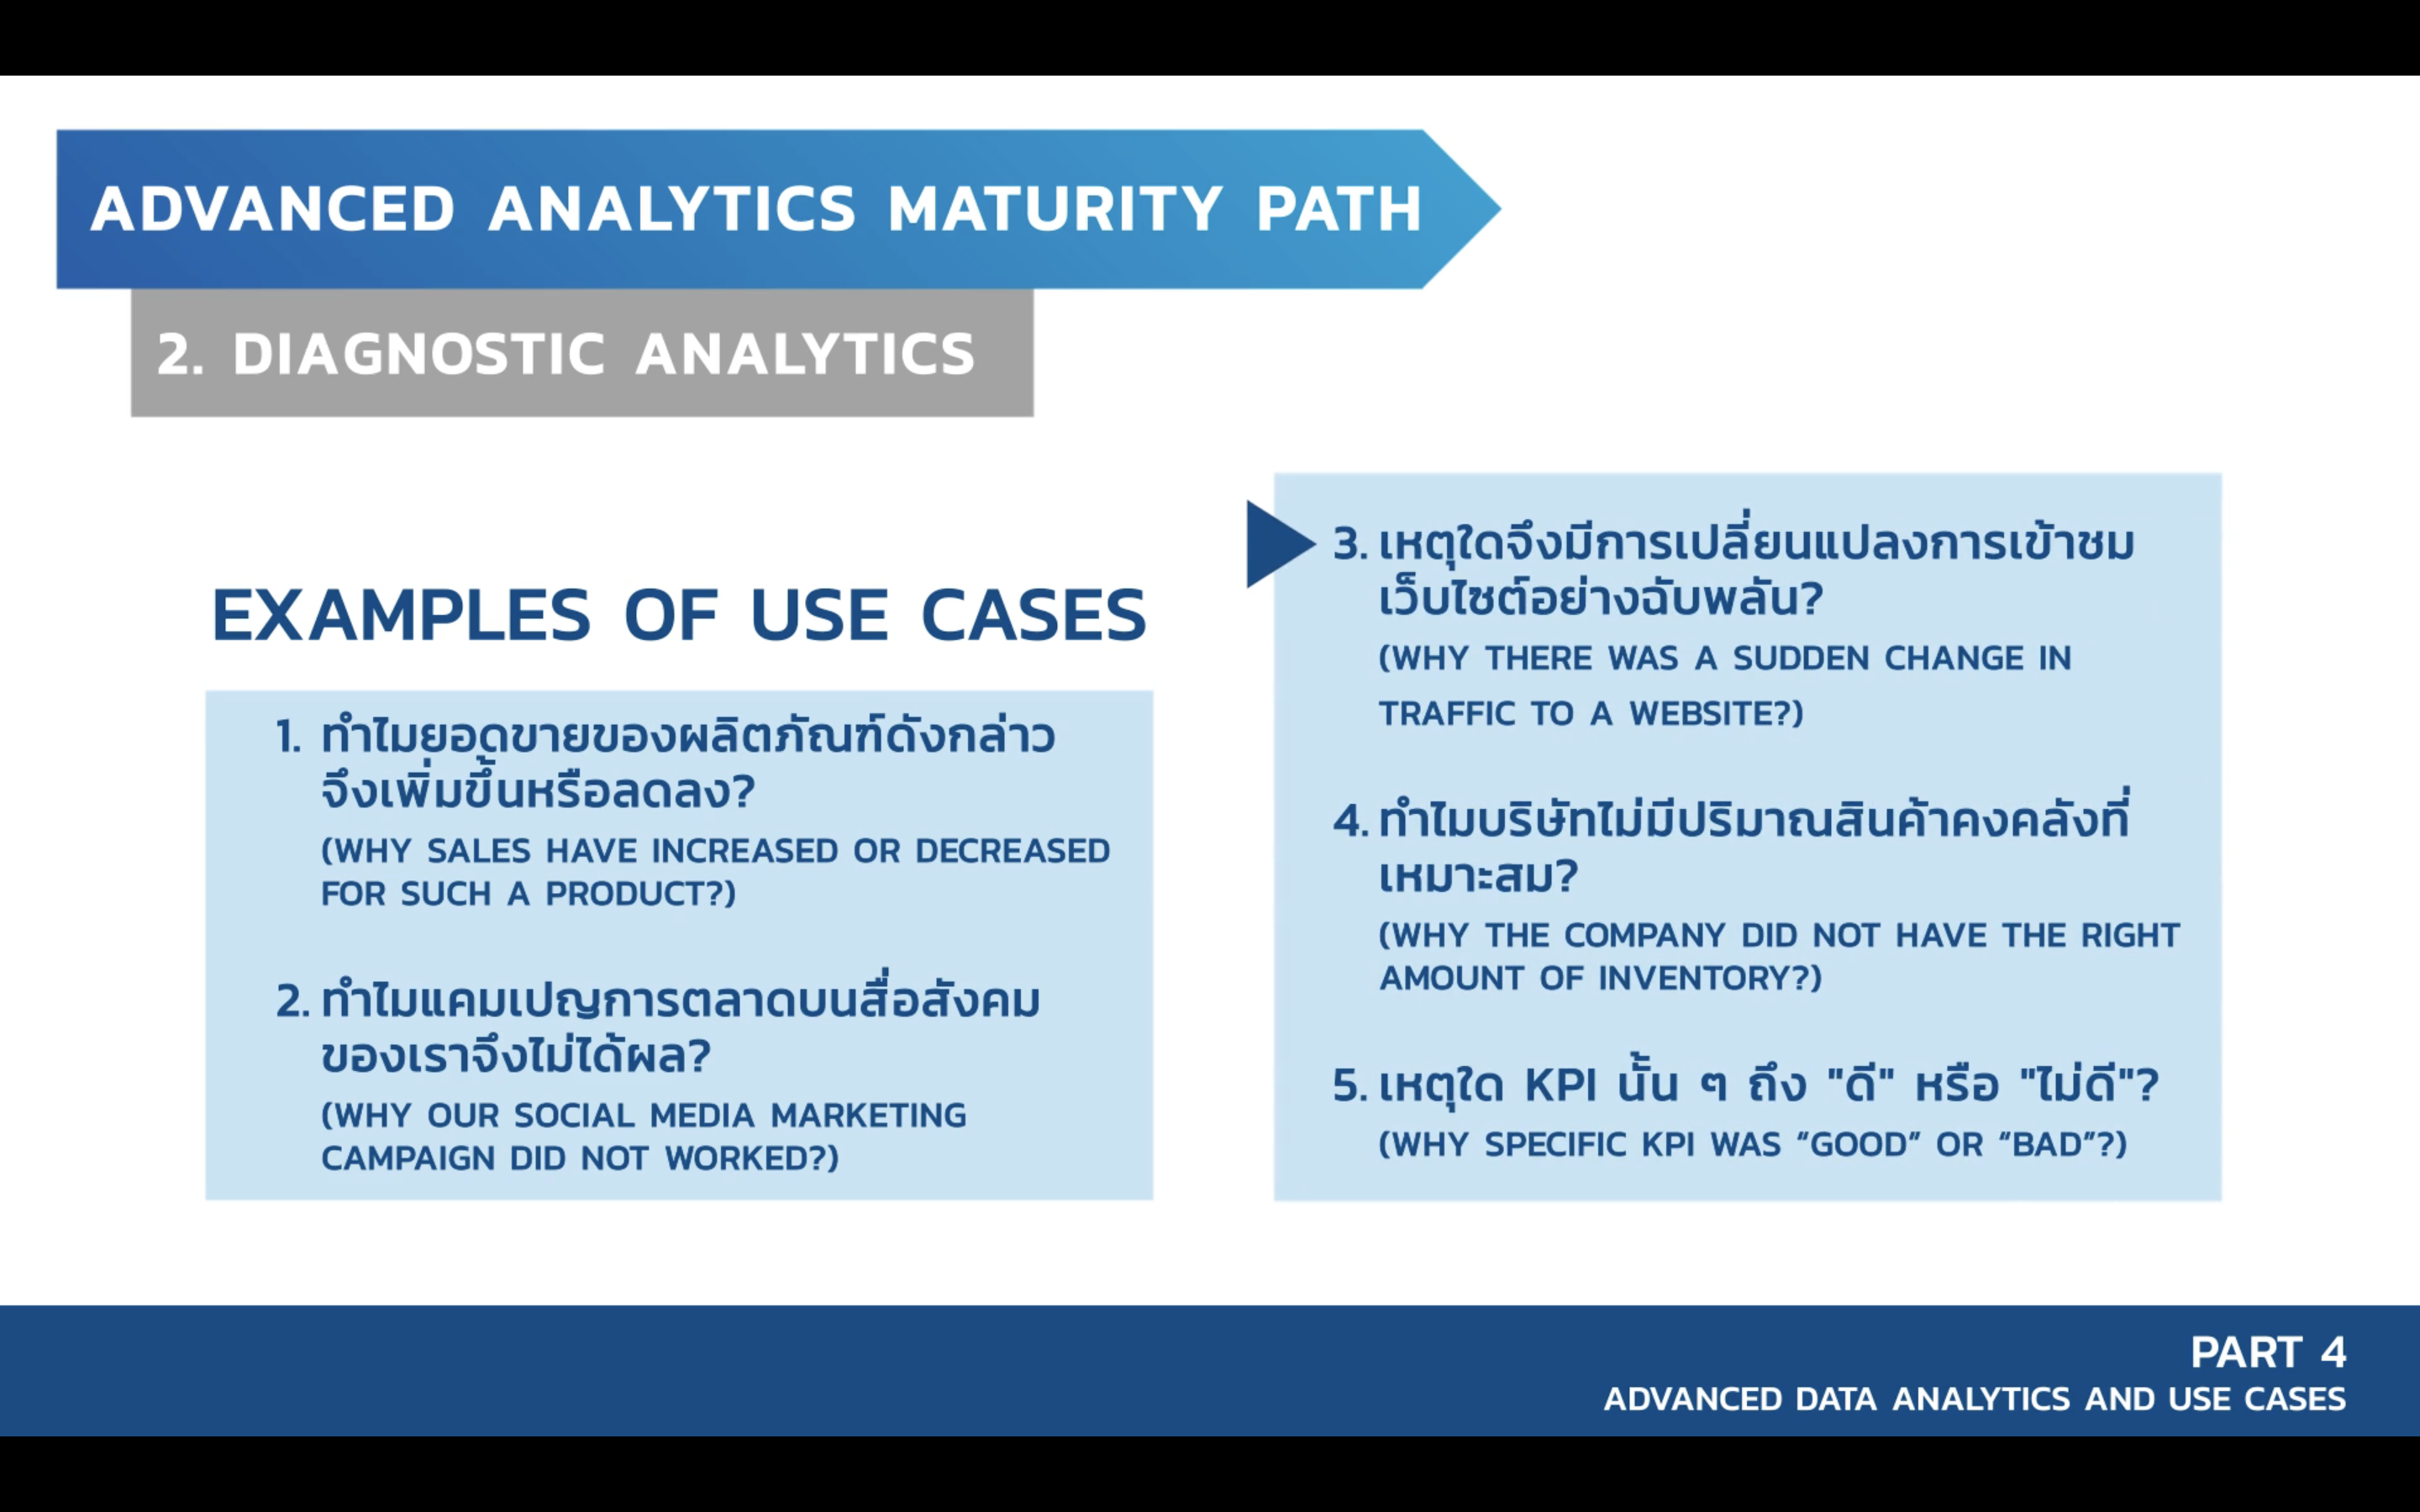 ADVANCED ANALYTICS MATURITY PATH
2. DIAGNOSTIC ANALYTICS
EXAMPLES OF USE CASES
1. ทำไมยอดขายของผลิตภัณฑ์ดังกล่าว
จึงเพิ่มขึ้นหรือลดลง?
(WHY SALES HAVE INCREASED OR DECREASED
FOR SUCH A PRODUCT?)
2. ทำไมแคมเปญการตลาดบนสื่อสังคม
ของเราจึงไม่ได้ผล?
(WHY OUR SOCIAL MEDIA MARKETING
CAMPAIGN DID NOT WORKED?)
3. เหตุใดจึงมีการเปลี่ยนแปลงการเข้าชม
เว็บไซต์อย่างฉับพลัน?
(WHY THERE WAS A SUDDEN CHANGE IN
TRAFFIC TO A WEBSITE?)
4. ทำไมบริษัทไม่มีปริมาณสินค้าคงคลังที่
เหมาะสม?
(WHY THE COMPANY DID NOT HAVE THE RIGHT
AMOUNT OF INVENTORY?)
5. เหตุใด KPI นั้น ๆ ถึง "ดี" หรือ "ไม่ดี"?
(WHY SPECIFIC KPI WAS “GOOD” OR “BAD”?)
PART 4
ADVANCED DATA ANALYTICS AND USE CASES